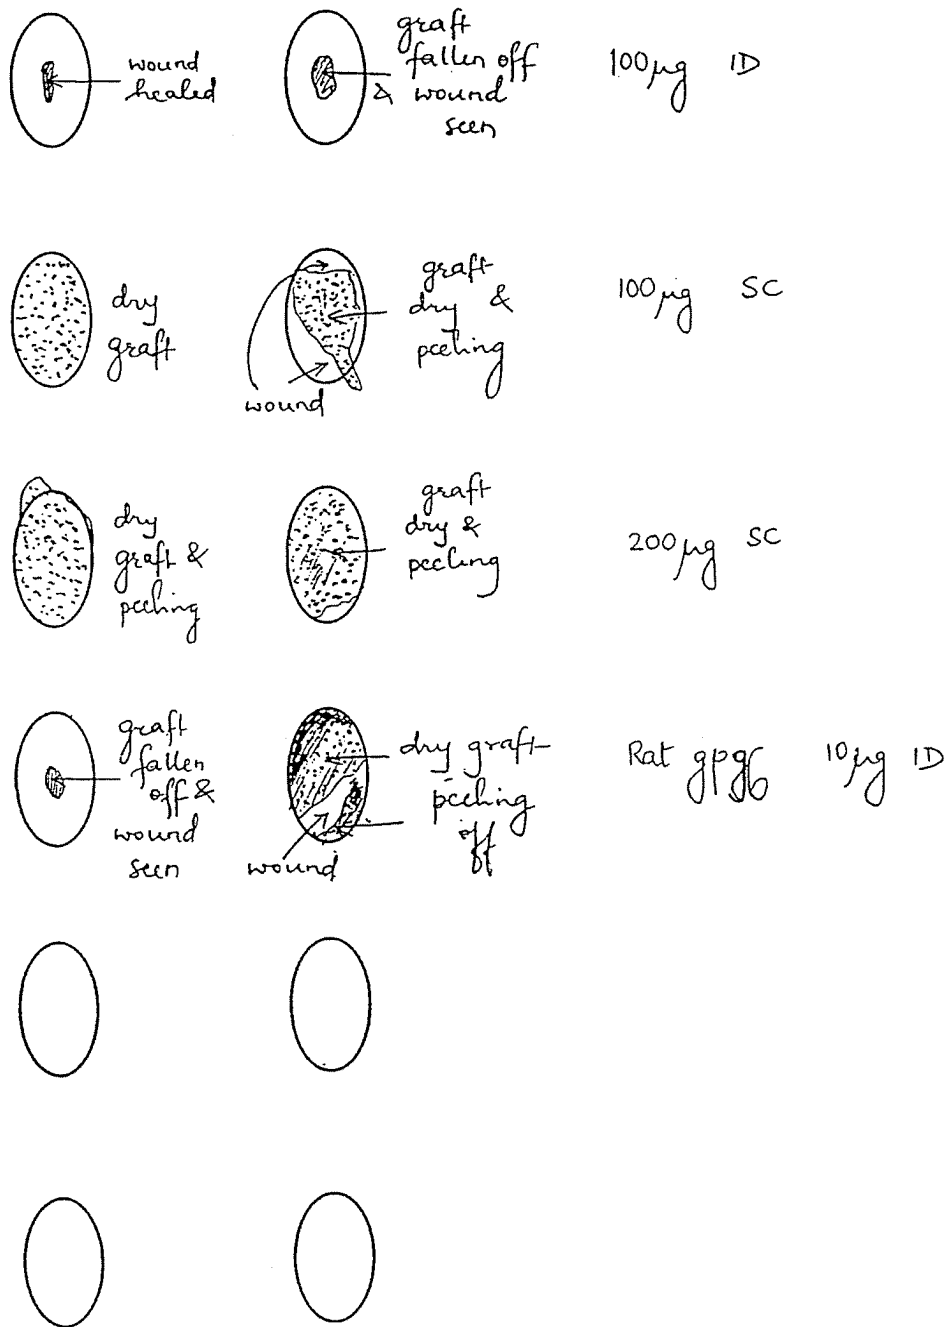 wound
healed
graft
fallen off
& wound
seen
100µg ID
dry
graft
graft
dry &
peeling
wound
100µg SC
dry
graft &
peeling
graft
dry &
peeling
200µg SC
graft
fallen
off &
wound
seen
dry graft
peeling
off
wound
Rat gpg6 10µg ID